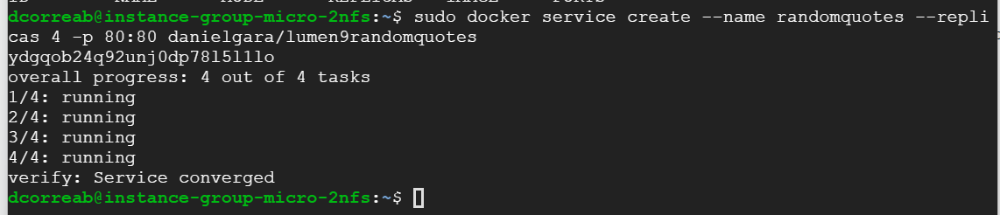 dcorreab@instance-group-micro-2nfs:~$ sudo docker service create --name randomquotes --repli
cas 4 -p 80:80 danielgara/lumen9randomquotes
ydgqob24q92unj0dp78l5l1lo
overall progress: 4 out of 4 tasks
1/4: running
2/4: running
3/4: running
4/4: running
verify: Service converged
dcorreab@instance-group-micro-2nfs:~$